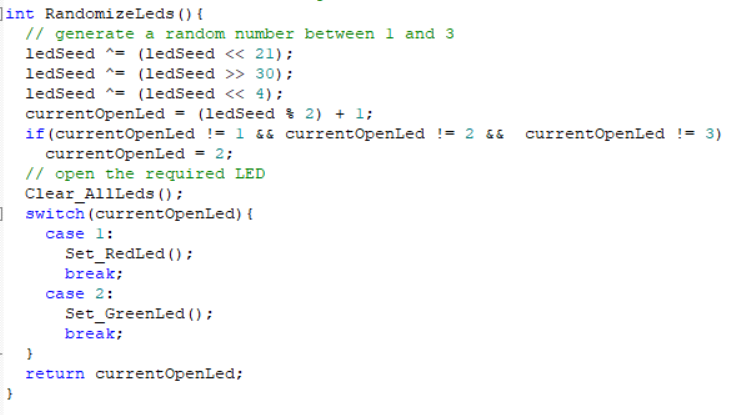 int RandomizeLeds(){
// generate a random number between 1 and 3
ledSeed ^= (ledSeed << 21);
ledSeed ^= (ledSeed >> 30);
ledSeed ^= (ledSeed << 4);
currentOpenLed = (ledSeed % 2) + 1;
if(currentOpenLed != 1 && currentOpenLed != 2 &&  currentOpenLed != 3)
currentOpenLed = 2;
// open the required LED
Clear_AllLeds();
switch(currentOpenLed){
case 1:
Set_RedLed();
break;
case 2:
Set_GreenLed();
break;
}
return currentOpenLed;
}